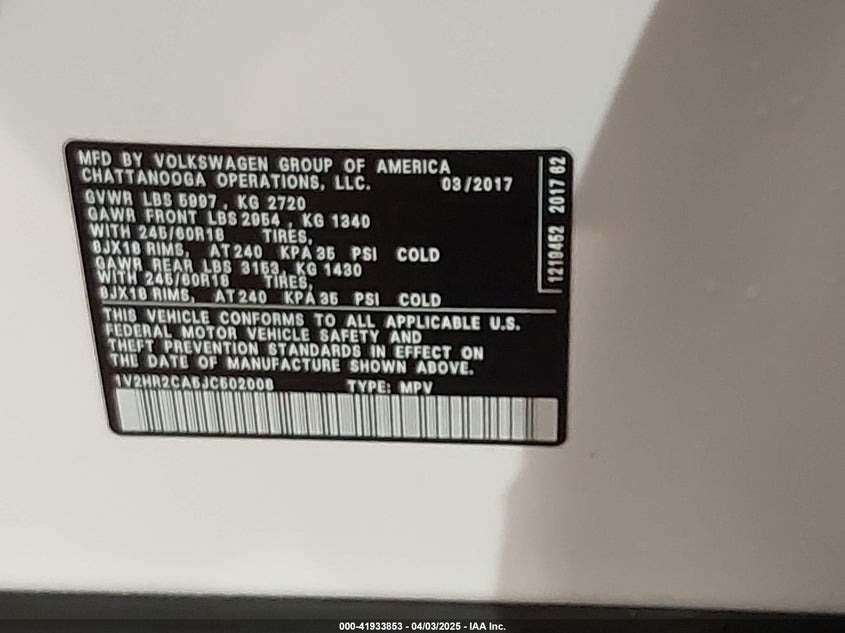 MFD BY VOLKSWAGEN GROUP OF AMERICA
CHATTANOOGA OPERATIONS, LLC. 03/2017
GVWR LBS 5997, KG 2720
GAWR FRONT LBS 2954, KG 1340
WITH 245/60R18 TIRES,
8JX18 RIMS, AT 240 KPA 35 PSI COLD
GAWR REAR LBS 3153, KG 1430
WITH 245/60R18 TIRES,
8JX18 RIMS, AT 240 KPA 35 PSI COLD
THIS VEHICLE CONFORMS TO ALL APPLICABLE U.S.
FEDERAL MOTOR VEHICLE SAFETY AND
THEFT PREVENTION STANDARDS IN EFFECT ON
THE DATE OF MANUFACTURE SHOWN ABOVE.
TYPE: MPV
1219452 2017 62
000-41933853 - 04/03/2025 - IAA Inc.